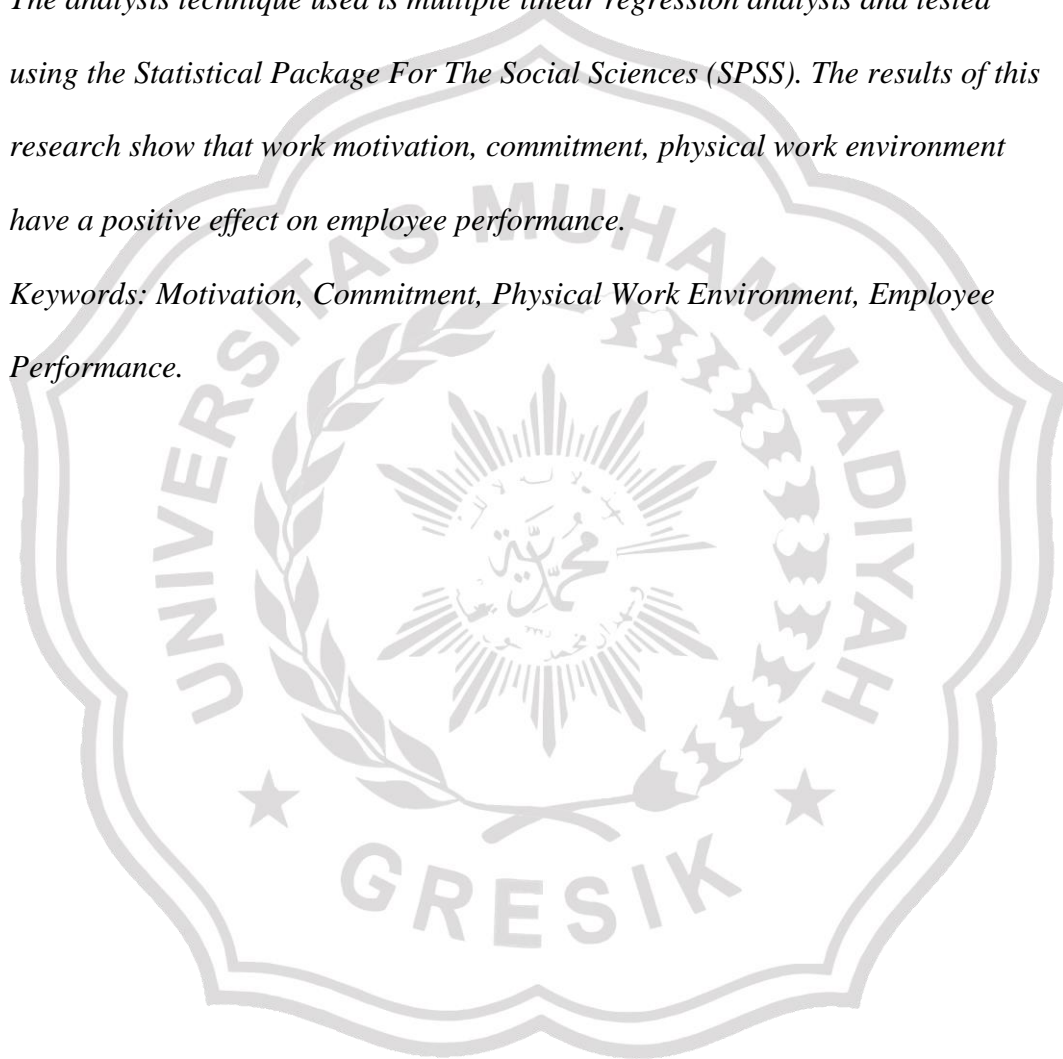 The analysis technique used is multiple linear regression analysis and tested
using the Statistical Package For The Social Sciences (SPSS). The results of this
research show that work motivation, commitment, physical work environment
have a positive effect on employee performance.
Keywords: Motivation, Commitment, Physical Work Environment, Employee
Performance.
UNIVERSITAS MUHAMMADIYAH
GRESIK